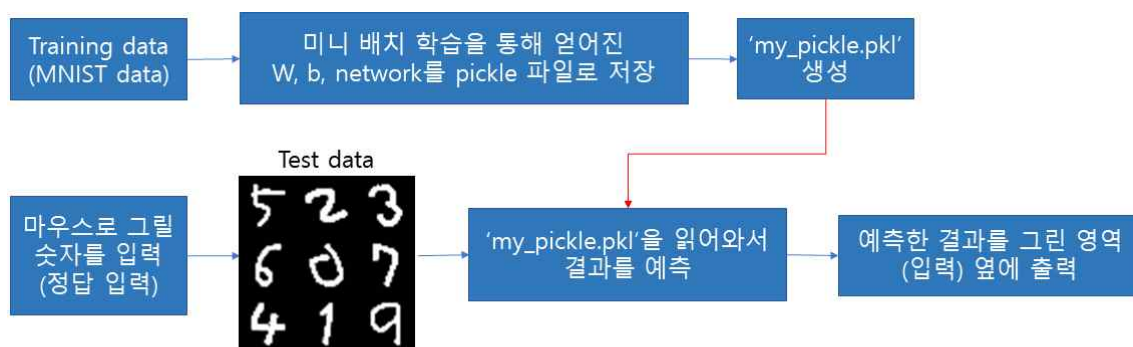 Training data
(MNIST data)
미니 배치 학습을 통해 얻어진
W, b, network를 pickle 파일로 저장
‘my_pickle.pkl’
생성
Test data
마우스로 그릴
숫자를 입력
(정답 입력)
5 2 3
6 0 7
4 1 9
‘my_pickle.pkl’을 읽어와서
결과를 예측
예측한 결과를 그린 영역
(입력) 옆에 출력